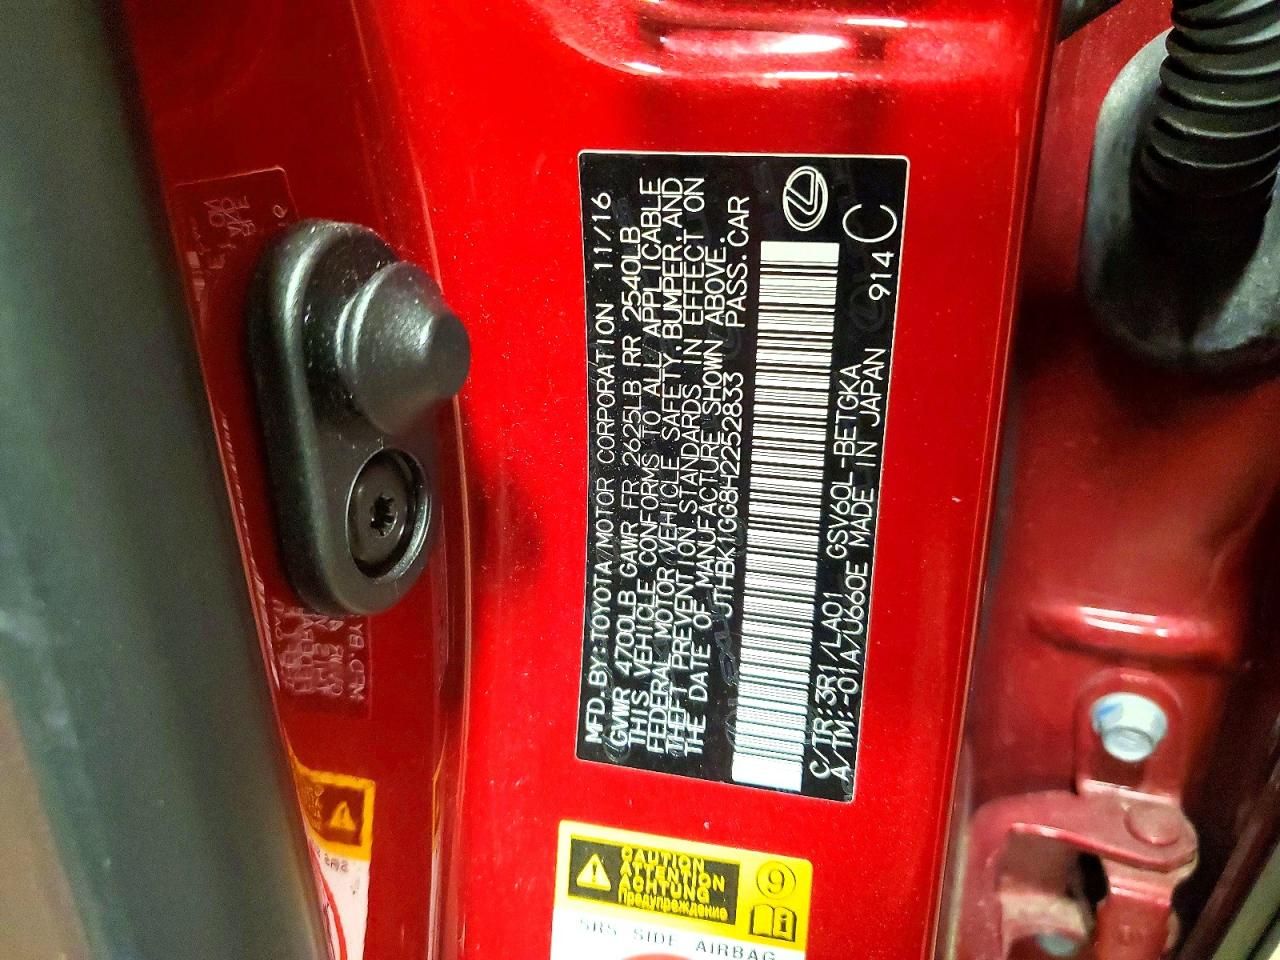 MFD.BY:TOYOTA MOTOR CORPORATION 11/16
GVWR 4700LB GAWR FR 2625LB RR 2540LB
THIS VEHICLE CONFORMS TO ALL APPLICABLE
FEDERAL MOTOR VEHICLE SAFETY,BUMPER,AND
THEFT PREVENTION STANDARDS IN EFFECT ON
THE DATE OF MANUFACTURE SHOWN ABOVE.
JTHBK1GG8H2252833 PASS.CAR
C/TR:3R1/LA01 GSV60L-BETGKA
A/TM:-01A/U660E MADE IN JAPAN 914 C
CAUTION
ATTENTION
ACHTUNG
Предупреждение
9
SRS SIDE AIRBAG